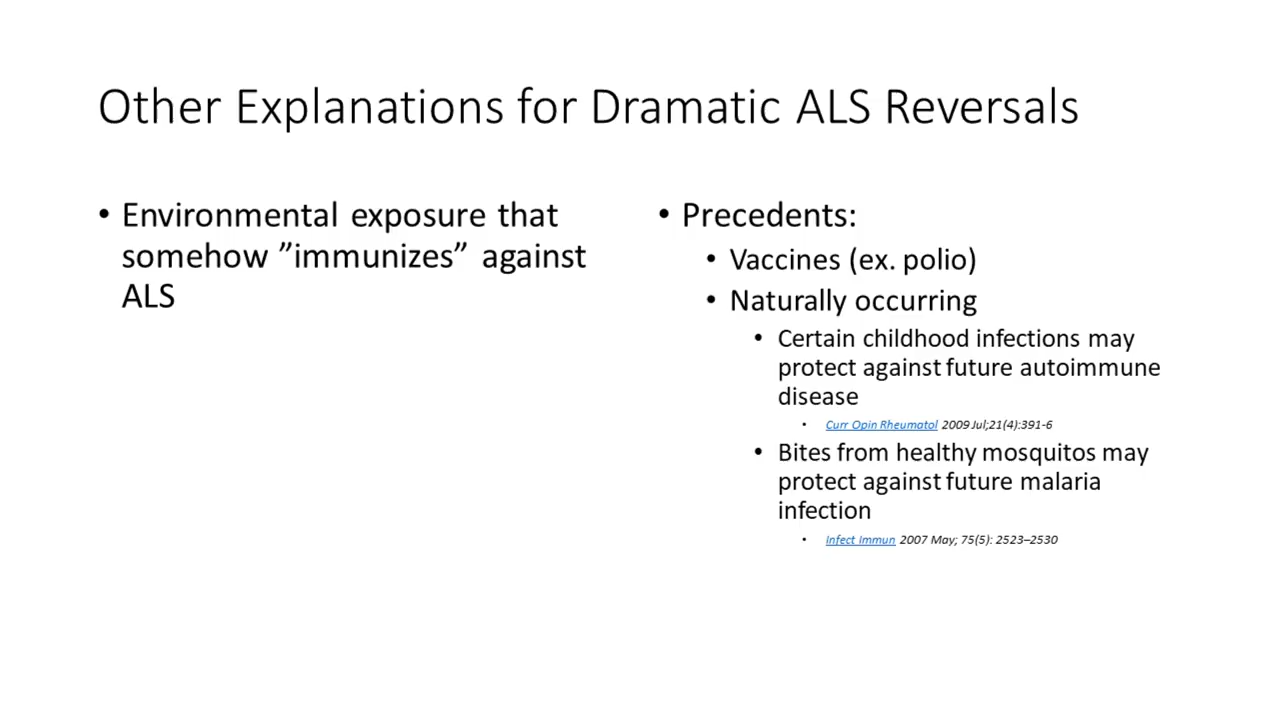 Other Explanations for Dramatic ALS Reversals
• Environmental exposure that
somehow ”immunizes” against
ALS
• Precedents:
• Vaccines (ex. polio)
• Naturally occurring
• Certain childhood infections may
protect against future autoimmune
disease
• Curr Opin Rheumatol 2009 Jul;21(4):391-6
• Bites from healthy mosquitos may
protect against future malaria
infection
• Infect Immun 2007 May; 75(5): 2523–2530